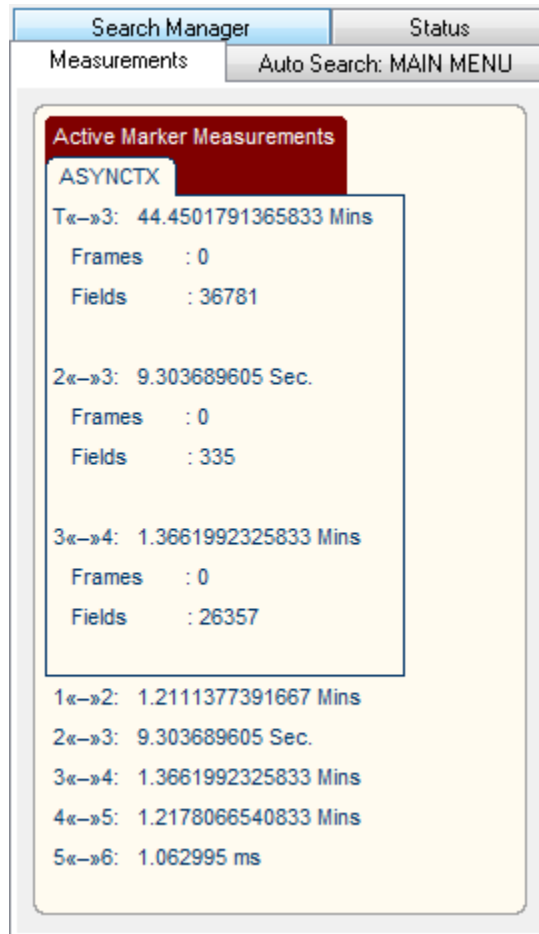 Search Manager
Status
Measurements
Auto Search: MAIN MENU
Active Marker Measurements
ASYNCTX
T«–»3: 44.4501791365833 Mins
Frames : 0
Fields : 36781
2«–»3: 9.303689605 Sec.
Frames : 0
Fields : 335
3«–»4: 1.3661992325833 Mins
Frames : 0
Fields : 26357
1«–»2: 1.2111377391667 Mins
2«–»3: 9.303689605 Sec.
3«–»4: 1.3661992325833 Mins
4«–»5: 1.2178066540833 Mins
5«–»6: 1.062995 ms